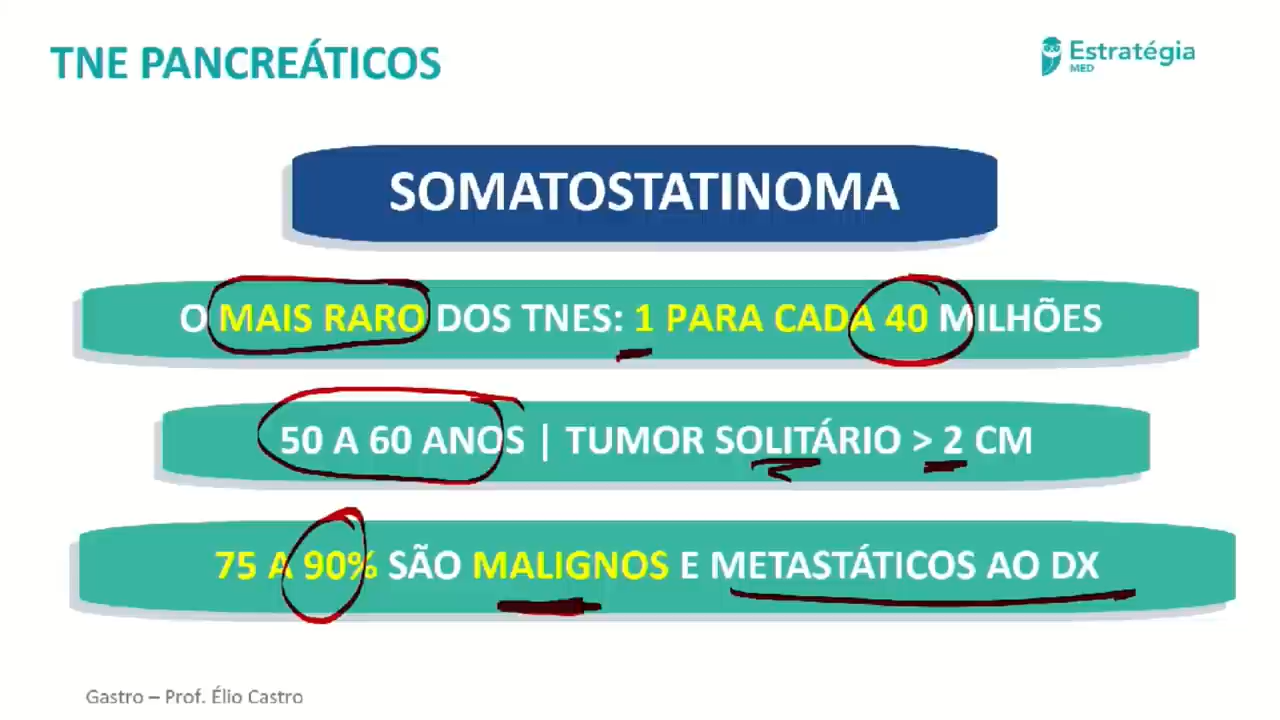 TNE PANCREÁTICOS
Estratégia
MED
SOMATOSTATINOMA
O MAIS RARO DOS TNES: 1 PARA CADA 40 MILHÕES
50 A 60 ANOS | TUMOR SOLITÁRIO > 2 CM
75 A 90% SÃO MALIGNOS E METASTÁTICOS AO DX
Gastro – Prof. Élio Castro